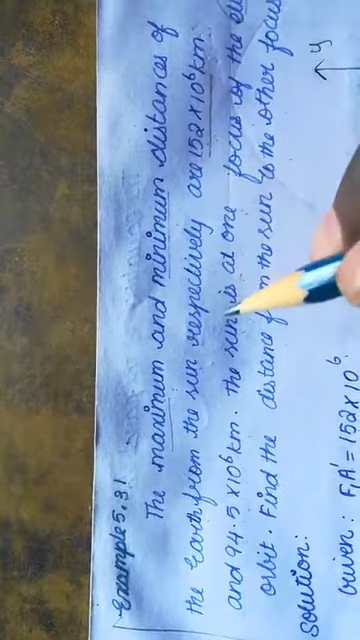 Example 5.31
The maximum and minimum distances of
the Earth from the sun respectively are 152×10⁶ km
and 94.5×10⁶ km. The sun is at one focus of the
orbit. Find the distance the sun to the other focus
Solution:
Given: F₁A' = 152×10⁶
y